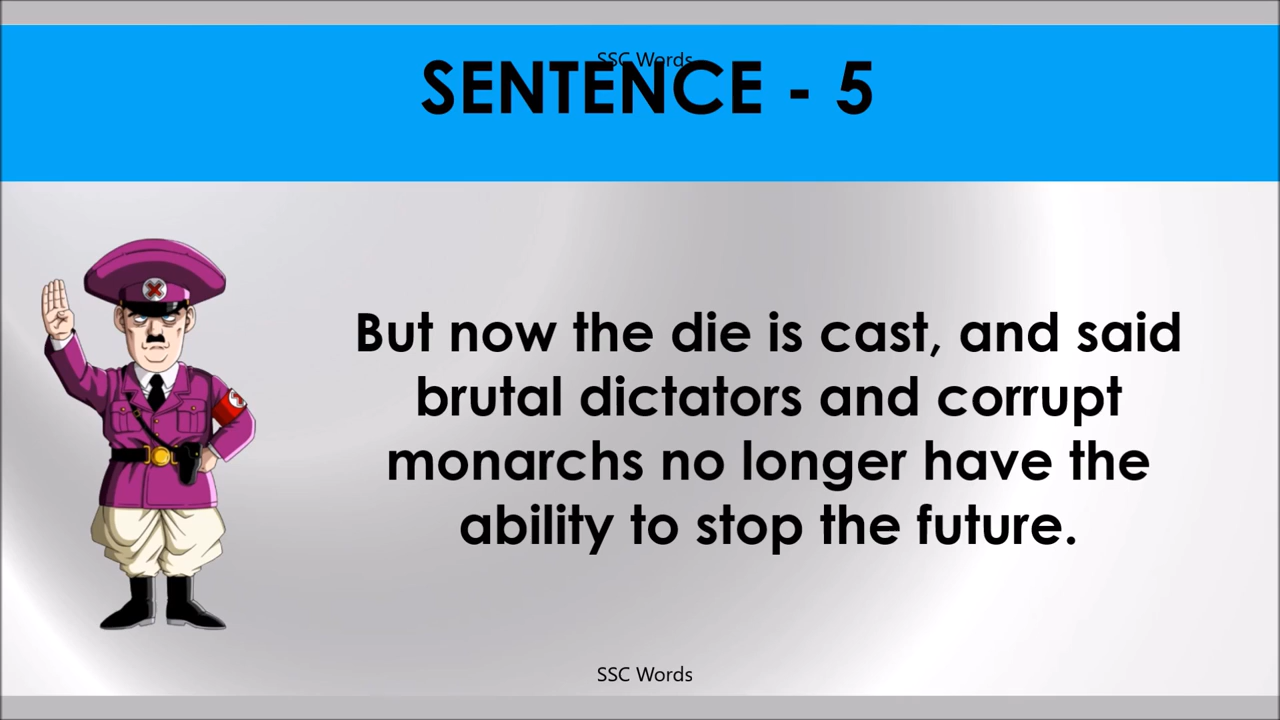 SSC Words
SENTENCE - 5
But now the die is cast, and said
brutal dictators and corrupt
monarchs no longer have the
ability to stop the future.
SSC Words